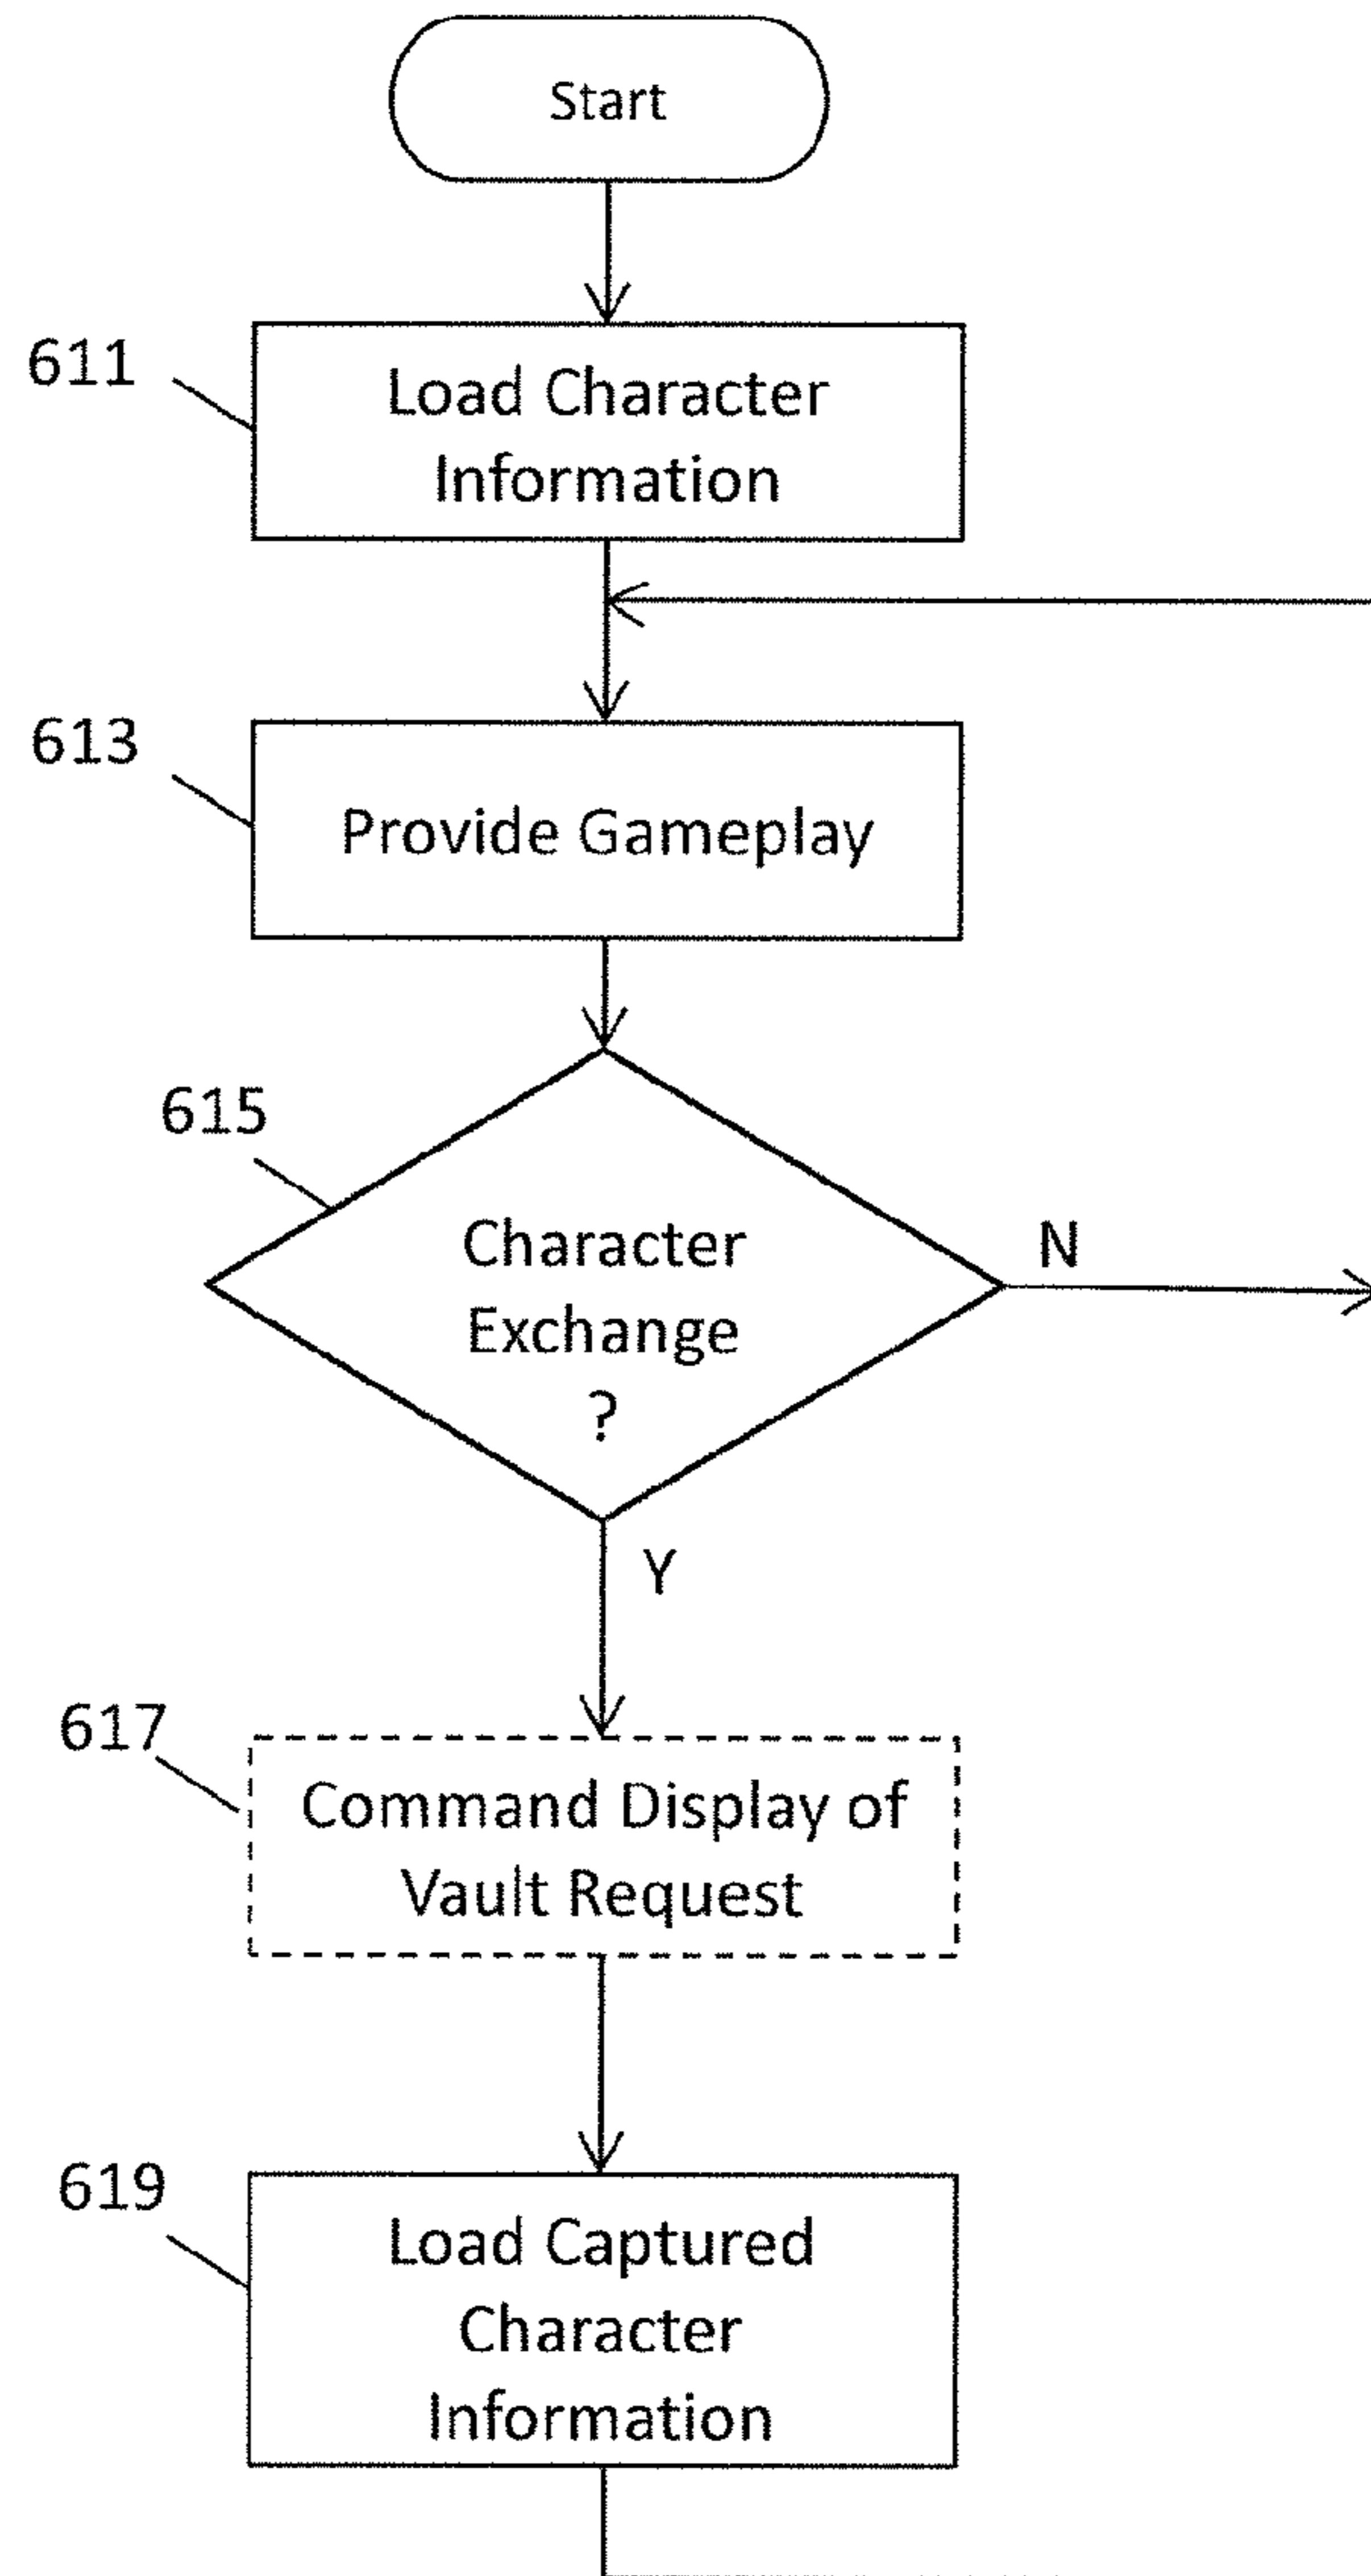 Start
611
Load Character
Information
613
Provide Gameplay
615
Character
Exchange
?
N
Y
617
Command Display of
Vault Request
619
Load Captured
Character
Information